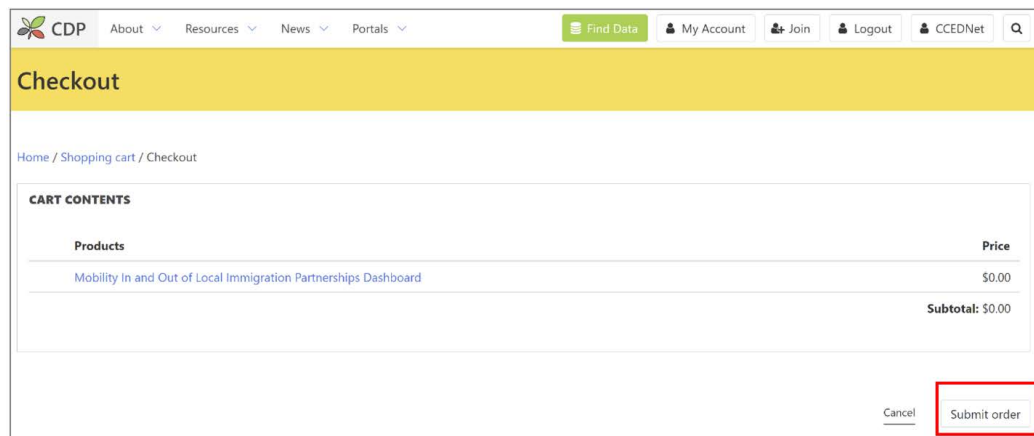 CDP About Resources News Portals Find Data My Account Join Logout CCEDNet
Checkout
Home / Shopping cart / Checkout
CART CONTENTS
Products Price
Mobility In and Out of Local Immigration Partnerships Dashboard $0.00
Subtotal: $0.00
Cancel Submit order